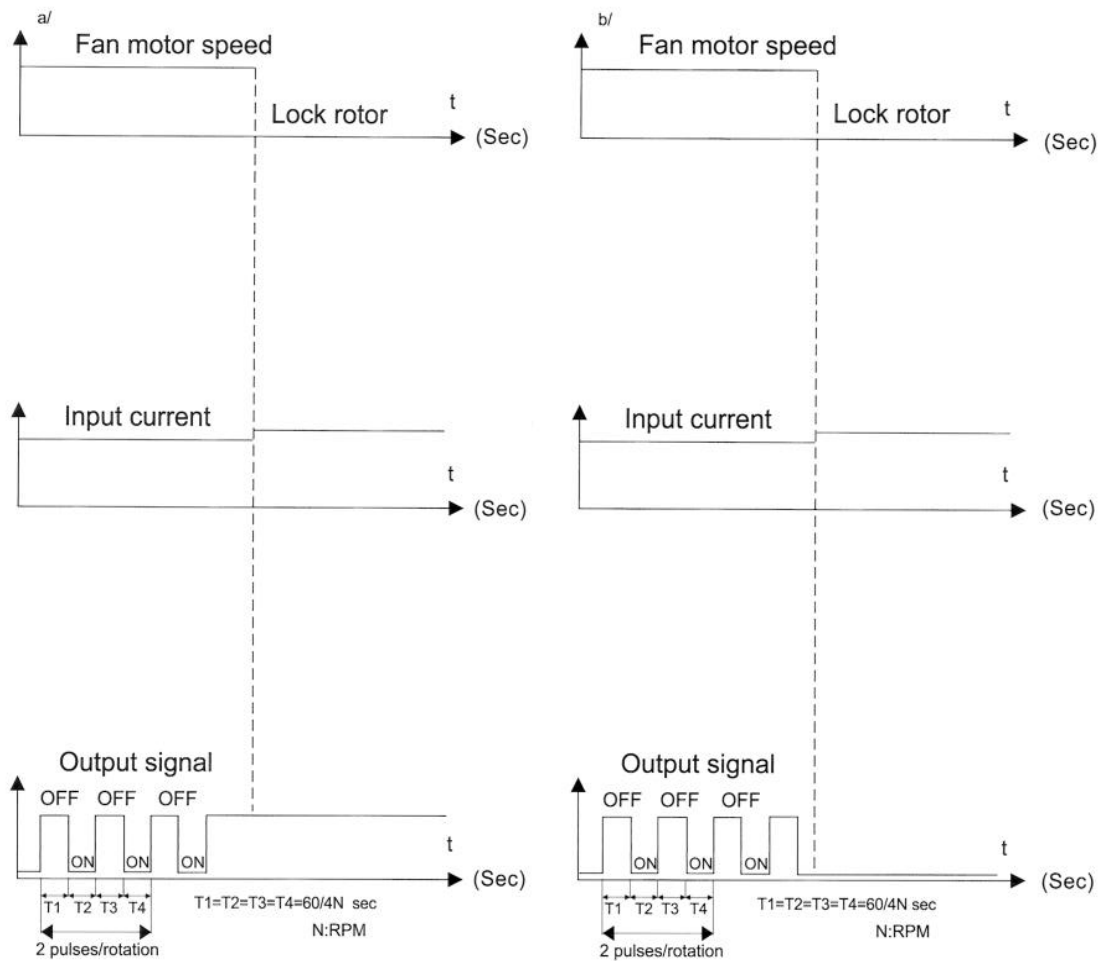 a/
Fan motor speed
t
Lock rotor
(Sec)
Input current
t
(Sec)
Output signal
OFF OFF OFF
t
ON ON ON
(Sec)
T1 T2 T3 T4
T1=T2=T3=T4=60/4N sec
N:RPM
2 pulses/rotation
b/
Fan motor speed
t
Lock rotor
(Sec)
Input current
t
(Sec)
Output signal
OFF OFF OFF
t
ON ON ON
(Sec)
T1 T2 T3 T4
T1=T2=T3=T4=60/4N sec
N:RPM
2 pulses/rotation